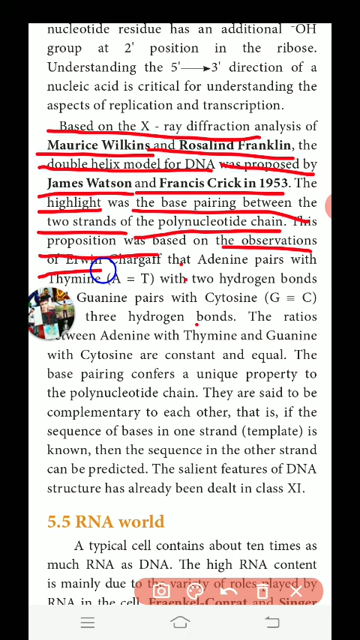 nucleotide residue has an additional ⁻OH
group at 2' position in the ribose.
Understanding the 5'⟶3' direction of a
nucleic acid is critical for understanding the
aspects of replication and transcription.
Based on the X - ray diffraction analysis of
Maurice Wilkins and Rosalind Franklin, the
double helix model for DNA was proposed by
James Watson and Francis Crick in 1953. The
highlight was the base pairing between the
two strands of the polynucleotide chain. This
proposition was based on the observations
of Erwin Chargaff that Adenine pairs with
Thymine (A = T) with two hydrogen bonds
Guanine pairs with Cytosine (G ≡ C)
three hydrogen bonds. The ratios
between Adenine with Thymine and Guanine
with Cytosine are constant and equal. The
base pairing confers a unique property to
the polynucleotide chain. They are said to be
complementary to each other, that is, if the
sequence of bases in one strand (template) is
known, then the sequence in the other strand
can be predicted. The salient features of DNA
structure has already been dealt in class XI.
5.5 RNA world
A typical cell contains about ten times as
much RNA as DNA. The high RNA content
is mainly due to the variety of roles played by
RNA in the cell. Fraenkel-Conrat and Singer